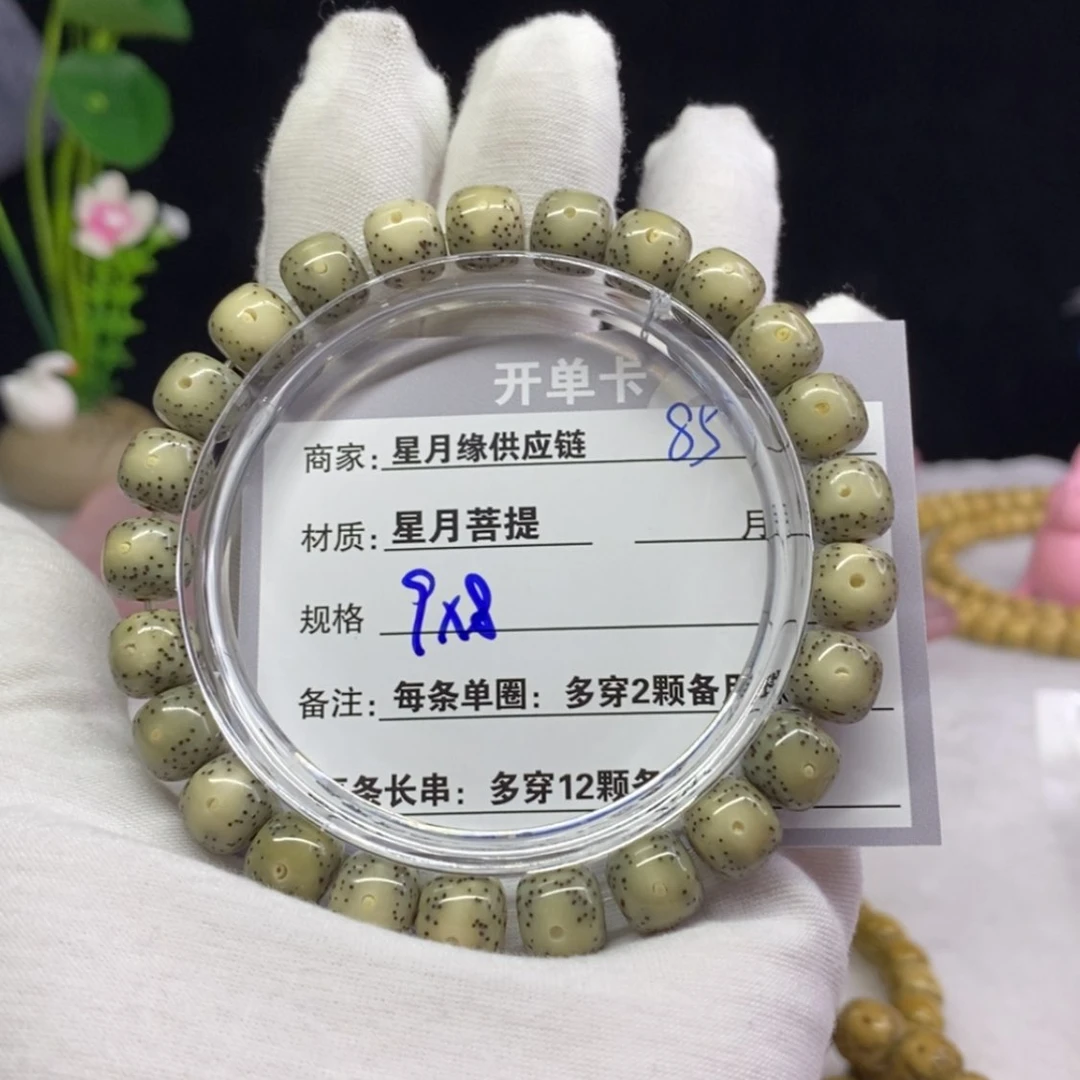 开单卡
商家: 星月缘供应链 85
材质: 星月菩提 月
规格 9x8
备注: 每条单圈: 多穿2颗备用
条长串: 多穿12颗备